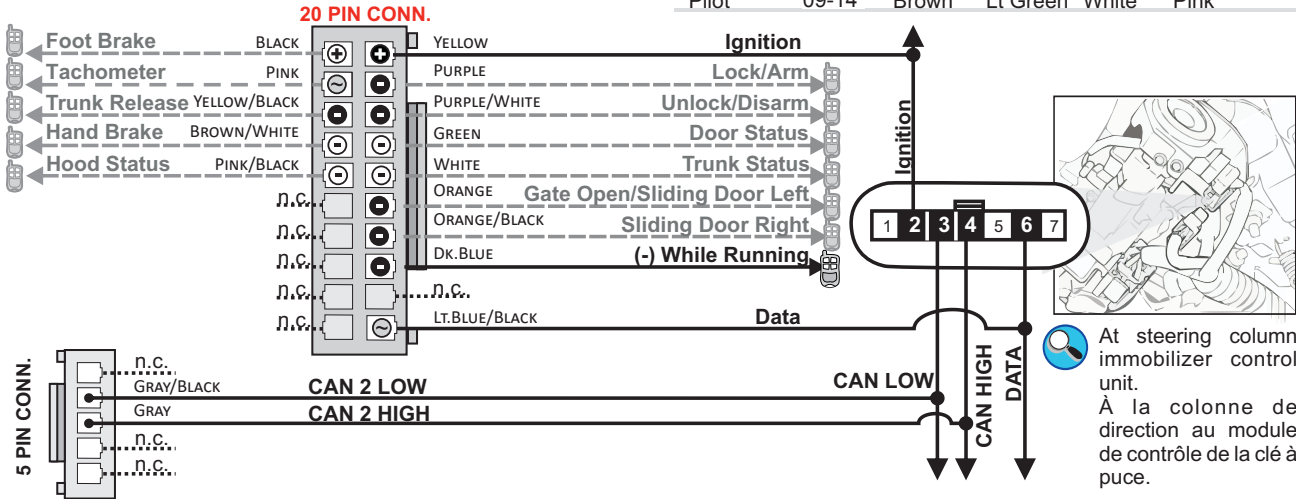 Pilot 09-14 Brown Lt Green White Pink
20 PIN CONN.
Foot Brake BLACK YELLOW Ignition
Tachometer PINK PURPLE Lock/Arm
Trunk Release YELLOW/BLACK PURPLE/WHITE Unlock/Disarm
Hand Brake BROWN/WHITE GREEN Door Status
Hood Status PINK/BLACK WHITE Trunk Status
n.c. ORANGE Gate Open/Sliding Door Left
n.c. ORANGE/BLACK Sliding Door Right
n.c. DK.BLUE (-) While Running
n.c. n.c.
n.c. LT.BLUE/BLACK Data
Ignition
1 2 3 4 5 6 7
5 PIN CONN.
n.c.
GRAY/BLACK CAN 2 LOW CAN LOW
GRAY CAN 2 HIGH
n.c.
n.c.
CAN HIGH
DATA
At steering column
immobilizer control
unit.
À la colonne de
direction au module
de contrôle de la clé à
puce.